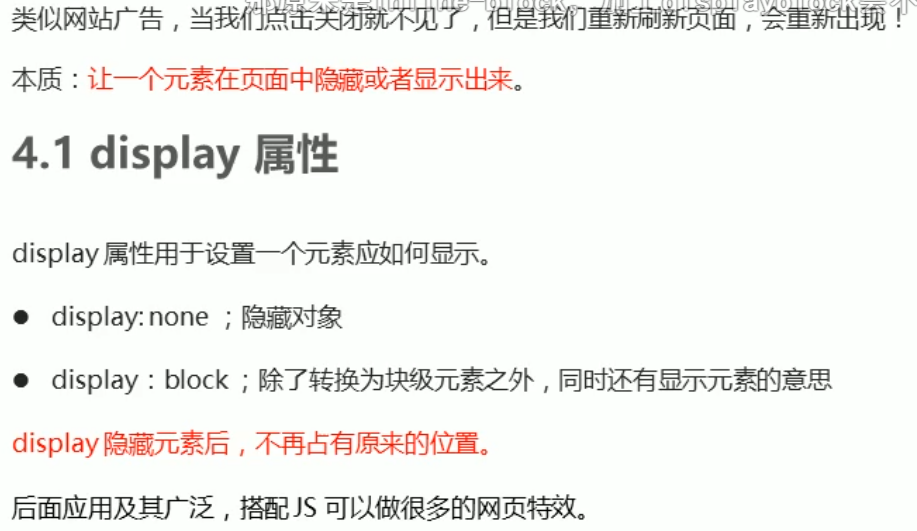 类似网站广告，当我们点击关闭就不见了，但是我们重新刷新页面，会重新出现！
本质：让一个元素在页面中隐藏或者显示出来。
4.1 display 属性
display 属性用于设置一个元素应如何显示。
● display: none ；隐藏对象
● display：block ；除了转换为块级元素之外，同时还有显示元素的意思
display 隐藏元素后，不再占有原来的位置。
后面应用及其广泛，搭配 JS 可以做很多的网页特效。